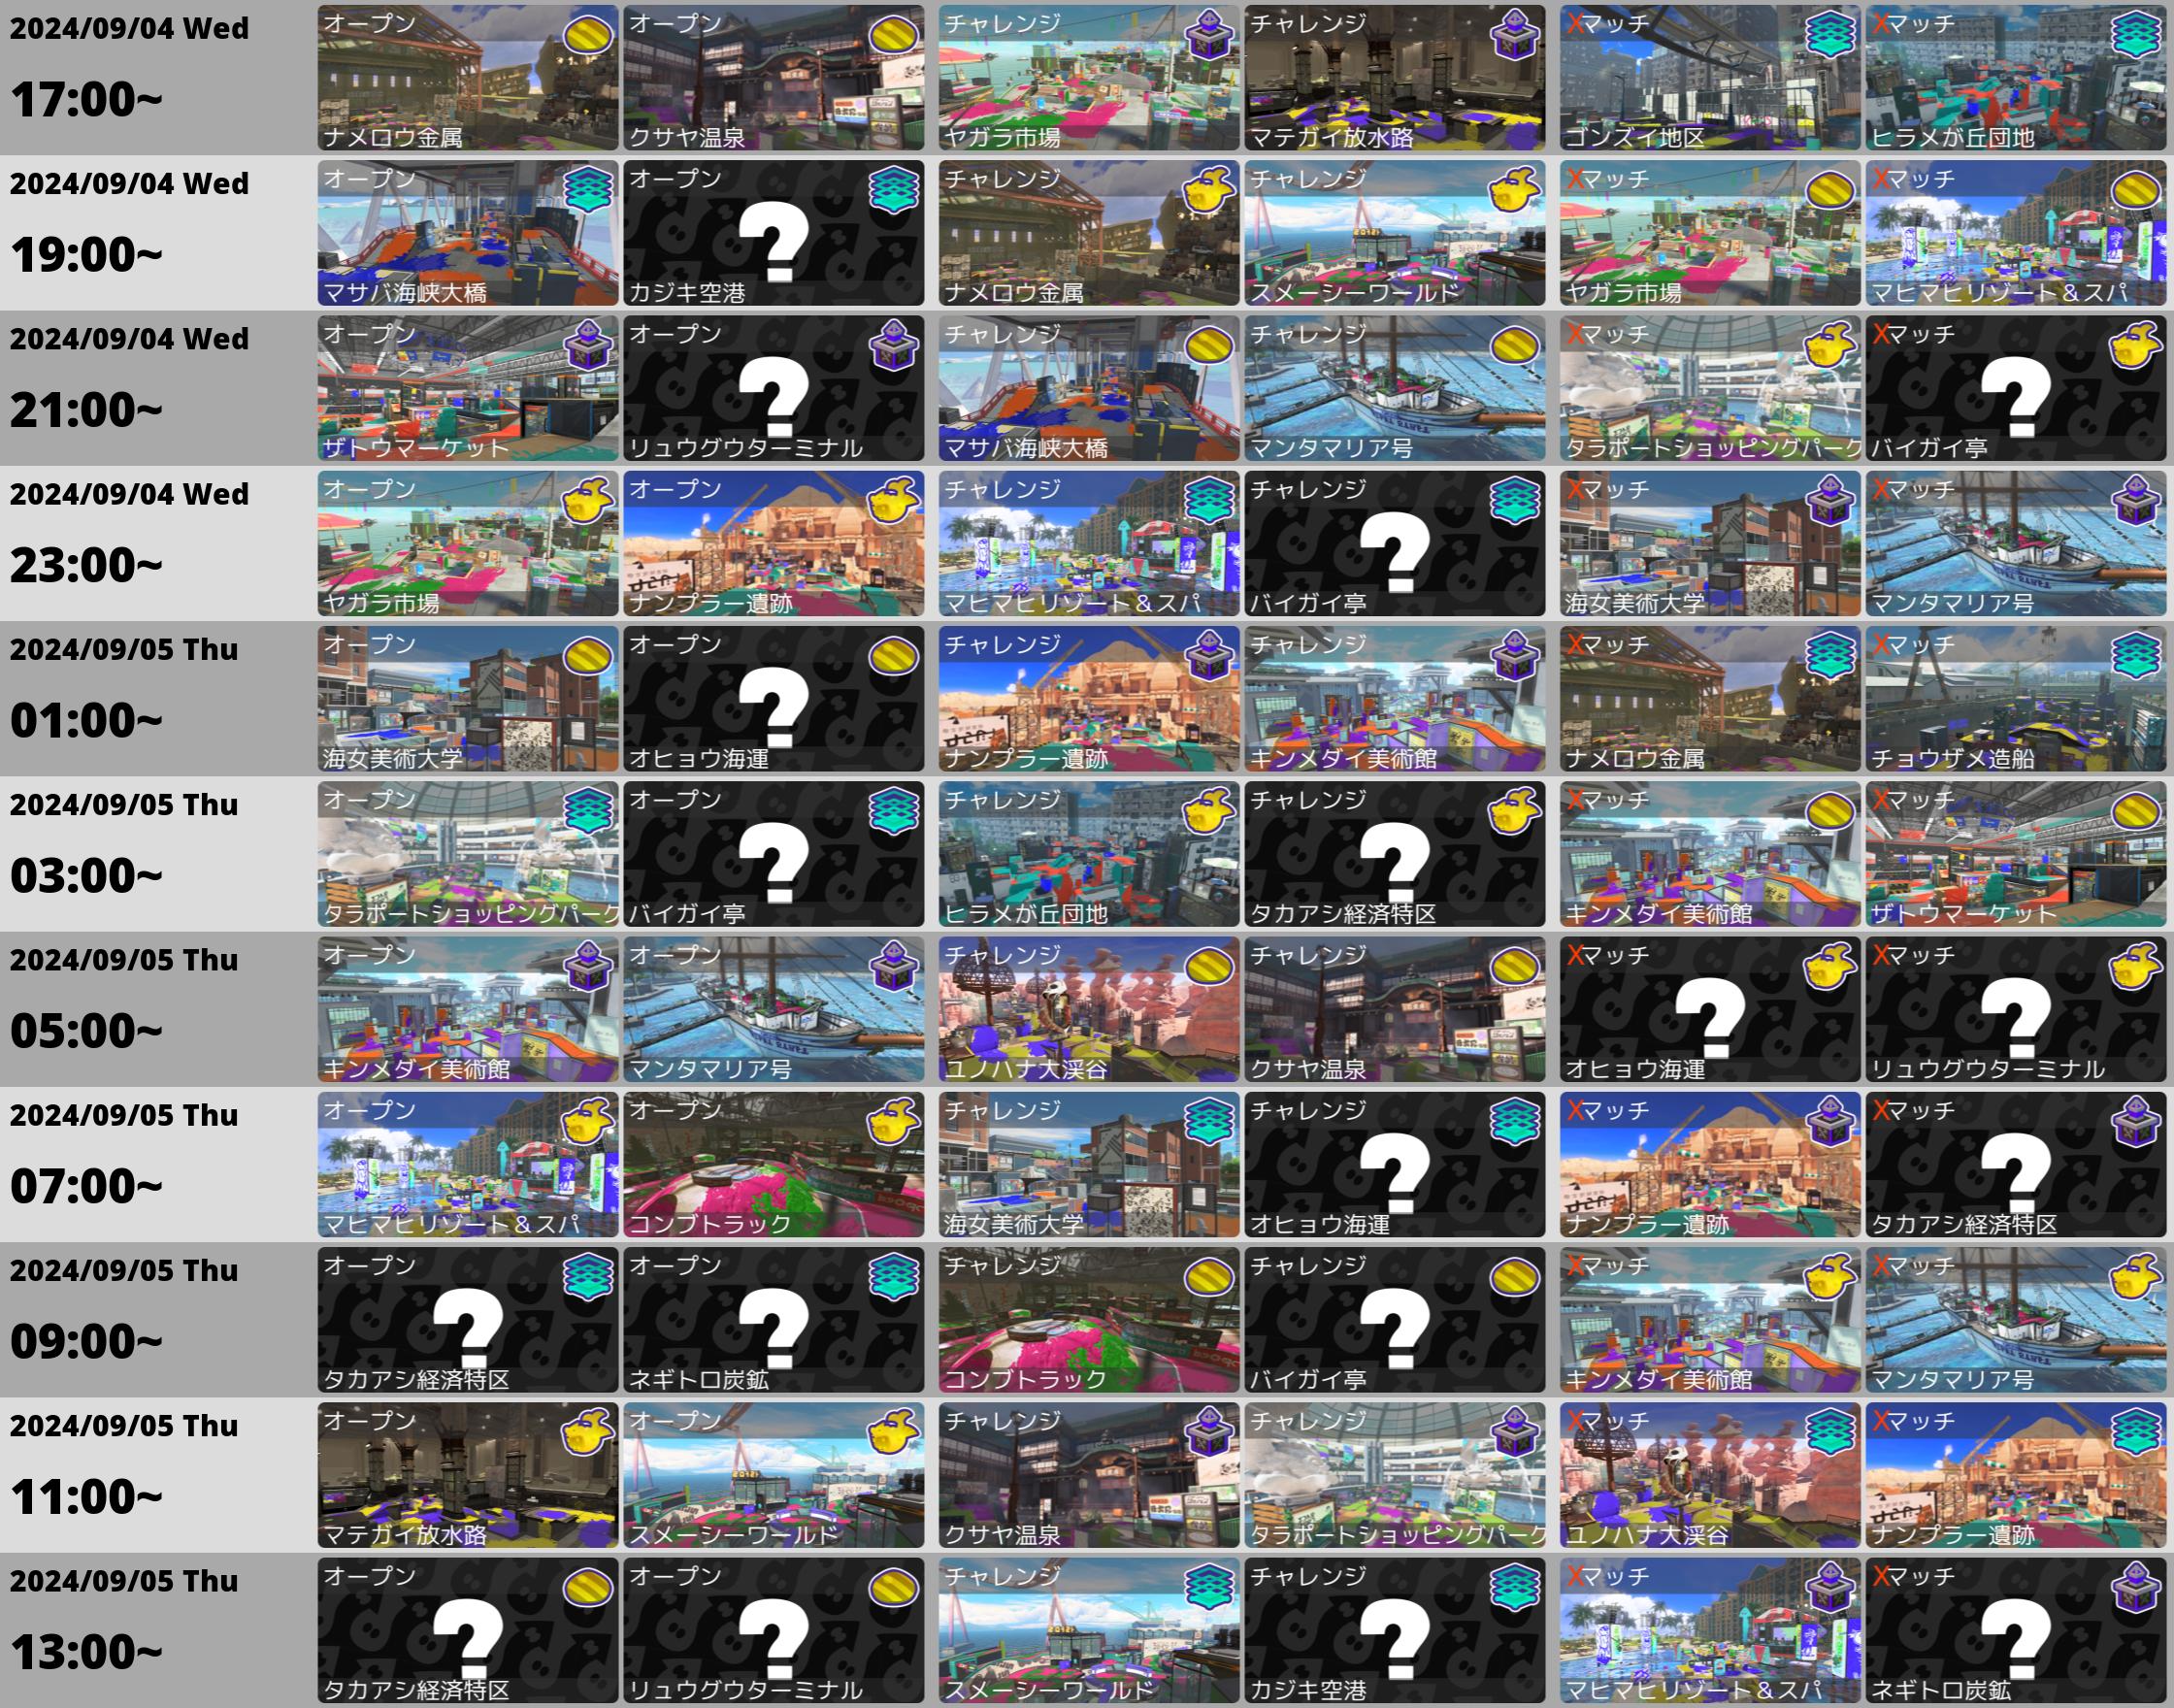 2024/09/04 Wed
17:00~
オープン
ナメロウ金属
オープン
クサヤ温泉
チャレンジ
ヤガラ市場
チャレンジ
マテガイ放水路
Xマッチ
ゴンズイ地区
Xマッチ
ヒラメが丘団地
2024/09/04 Wed
19:00~
オープン
マサバ海峡大橋
オープン
カジキ空港
チャレンジ
ナメロウ金属
チャレンジ
スメーシーワールド
Xマッチ
ヤガラ市場
Xマッチ
マヒマヒリゾート＆スパ
2024/09/04 Wed
21:00~
オープン
ザトウマーケット
オープン
リュウグウターミナル
チャレンジ
マサバ海峡大橋
チャレンジ
マンタマリア号
Xマッチ
タラポートショッピングパーク
Xマッチ
バイガイ亭
2024/09/04 Wed
23:00~
オープン
ヤガラ市場
オープン
ナンプラー遺跡
チャレンジ
マヒマヒリゾート＆スパ
チャレンジ
バイガイ亭
Xマッチ
海女美術大学
Xマッチ
マンタマリア号
2024/09/05 Thu
01:00~
オープン
海女美術大学
オープン
オヒョウ海運
チャレンジ
ナンプラー遺跡
チャレンジ
キンメダイ美術館
Xマッチ
ナメロウ金属
Xマッチ
チョウザメ造船
2024/09/05 Thu
03:00~
オープン
タラポートショッピングパーク
オープン
バイガイ亭
チャレンジ
ヒラメが丘団地
チャレンジ
タカアシ経済特区
Xマッチ
キンメダイ美術館
Xマッチ
ザトウマーケット
2024/09/05 Thu
05:00~
オープン
キンメダイ美術館
オープン
マンタマリア号
チャレンジ
ユノハナ大渓谷
チャレンジ
クサヤ温泉
Xマッチ
オヒョウ海運
Xマッチ
リュウグウターミナル
2024/09/05 Thu
07:00~
オープン
マヒマヒリゾート＆スパ
オープン
コンブトラック
チャレンジ
海女美術大学
チャレンジ
オヒョウ海運
Xマッチ
ナンプラー遺跡
Xマッチ
タカアシ経済特区
2024/09/05 Thu
09:00~
オープン
タカアシ経済特区
オープン
ネギトロ炭鉱
チャレンジ
コンブトラック
チャレンジ
バイガイ亭
Xマッチ
キンメダイ美術館
Xマッチ
マンタマリア号
2024/09/05 Thu
11:00~
オープン
マテガイ放水路
オープン
スメーシーワールド
チャレンジ
クサヤ温泉
チャレンジ
タラポートショッピングパーク
Xマッチ
ユノハナ大渓谷
Xマッチ
ナンプラー遺跡
2024/09/05 Thu
13:00~
オープン
タカアシ経済特区
オープン
リュウグウターミナル
チャレンジ
スメーシーワールド
チャレンジ
カジキ空港
Xマッチ
マヒマヒリゾート＆スパ
Xマッチ
ネギトロ炭鉱